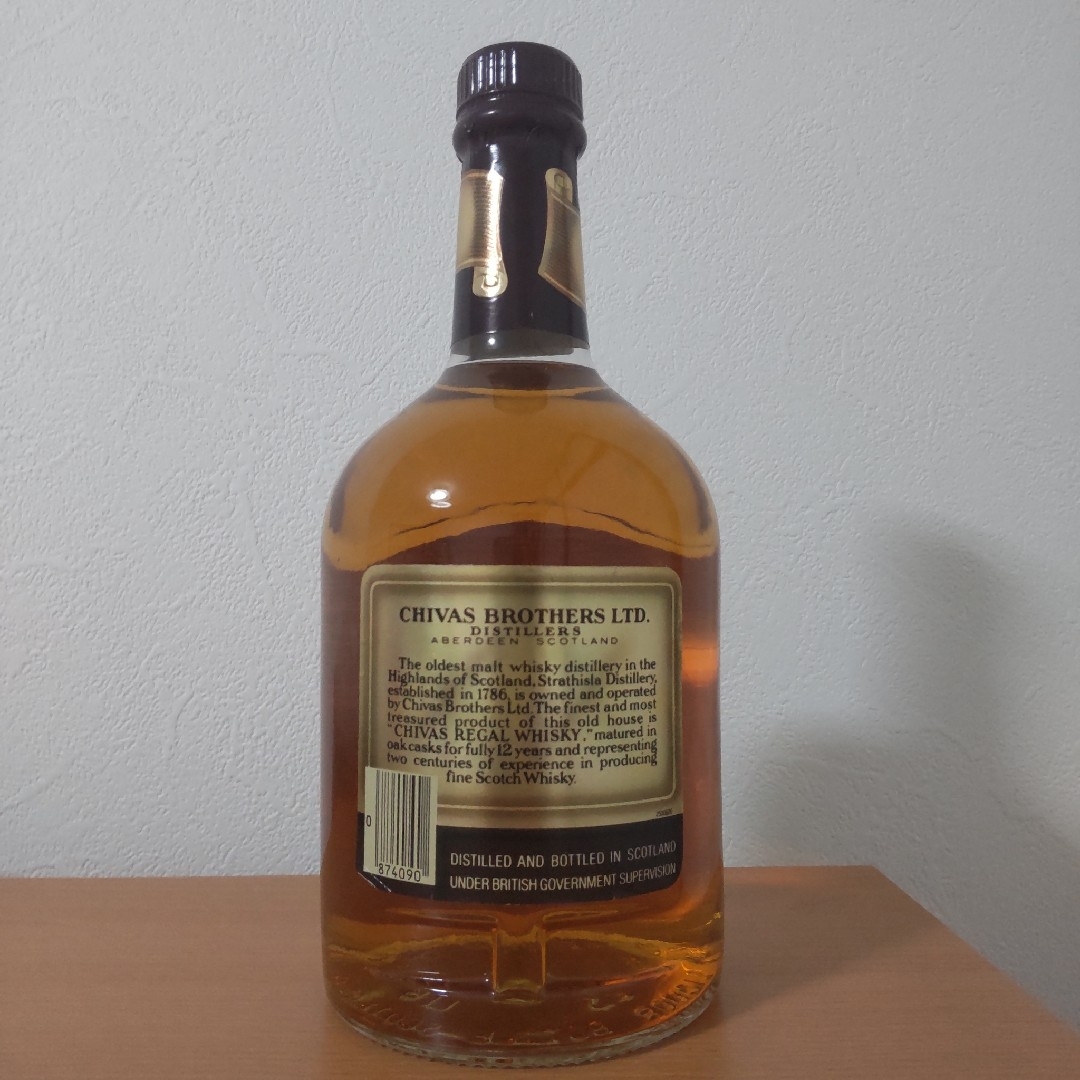 CHIVAS BROTHERS LTD.
DISTILLERS
ABERDEEN SCOTLAND
The oldest malt whisky distillery in the
Highlands of Scotland, Strathisla Distillery,
established in 1786, is owned and operated
by Chivas Brothers Ltd. The finest and most
treasured product of this old house is
"CHIVAS REGAL WHISKY," matured in
oak casks for fully 12 years and representing
two centuries of experience in producing
fine Scotch Whisky.
0
874090
DISTILLED AND BOTTLED IN SCOTLAND
UNDER BRITISH GOVERNMENT SUPERVISION